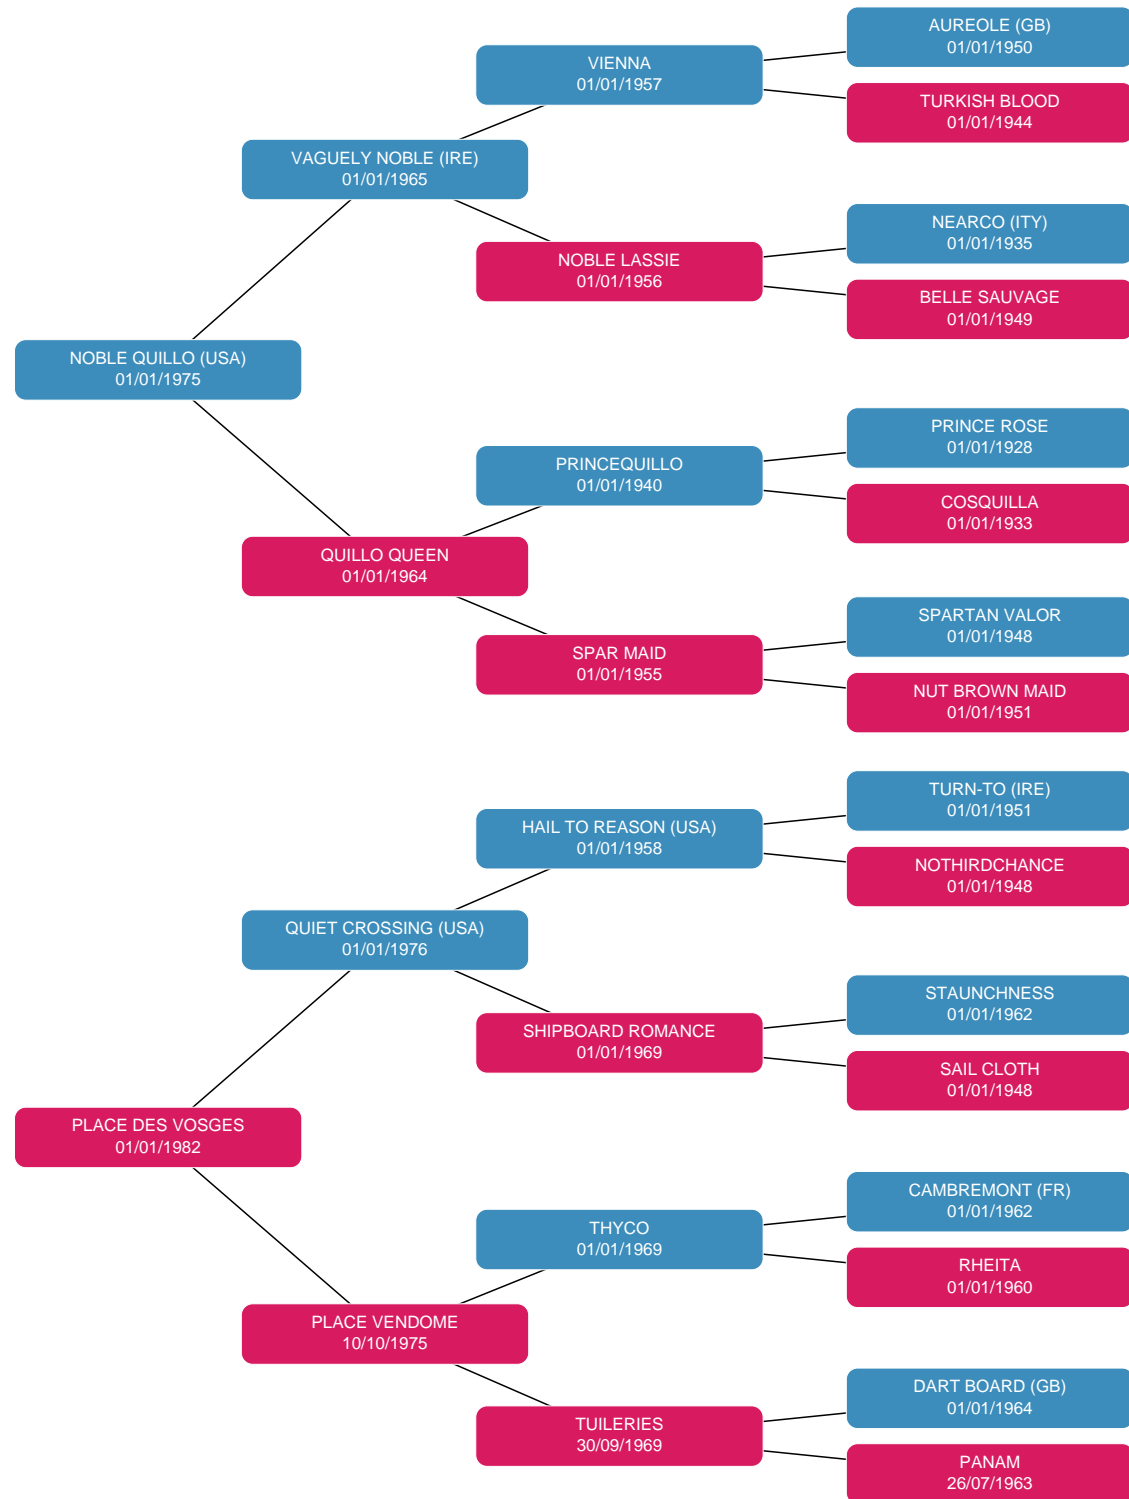 AUREOLE (GB)
01/01/1950
VIENNA
01/01/1957
TURKISH BLOOD
01/01/1944
VAGUELY NOBLE (IRE)
01/01/1965
NEARCO (ITY)
01/01/1935
NOBLE LASSIE
01/01/1956
BELLE SAUVAGE
01/01/1949
NOBLE QUILLO (USA)
01/01/1975
PRINCE ROSE
01/01/1928
PRINCEQUILLO
01/01/1940
COSQUILLA
01/01/1933
QUILLO QUEEN
01/01/1964
SPARTAN VALOR
01/01/1948
SPAR MAID
01/01/1955
NUT BROWN MAID
01/01/1951
TURN-TO (IRE)
01/01/1951
HAIL TO REASON (USA)
01/01/1958
NOTHIRDCHANCE
01/01/1948
QUIET CROSSING (USA)
01/01/1976
STAUNCHNESS
01/01/1962
SHIPBOARD ROMANCE
01/01/1969
SAIL CLOTH
01/01/1948
PLACE DES VOSGES
01/01/1982
CAMBREMONT (FR)
01/01/1962
THYCO
01/01/1969
RHEITA
01/01/1960
PLACE VENDOME
10/10/1975
DART BOARD (GB)
01/01/1964
TUILERIES
30/09/1969
PANAM
26/07/1963